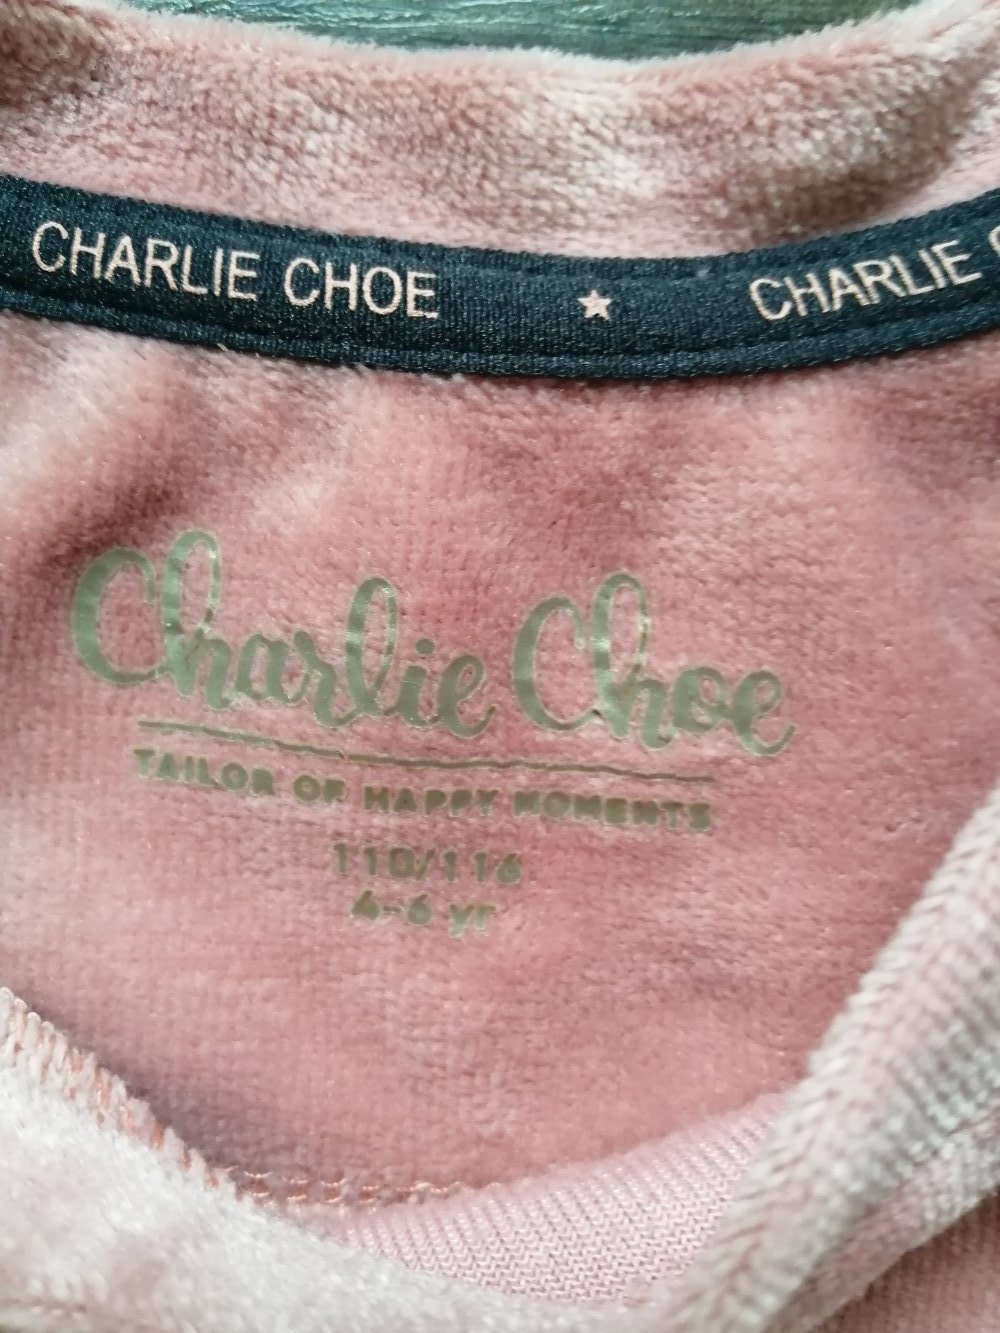 CHARLIE CHOE ★ CHARLIE
Charlie Choe
TAILOR OF HAPPY MOMENTS
110/116
4-6 yr